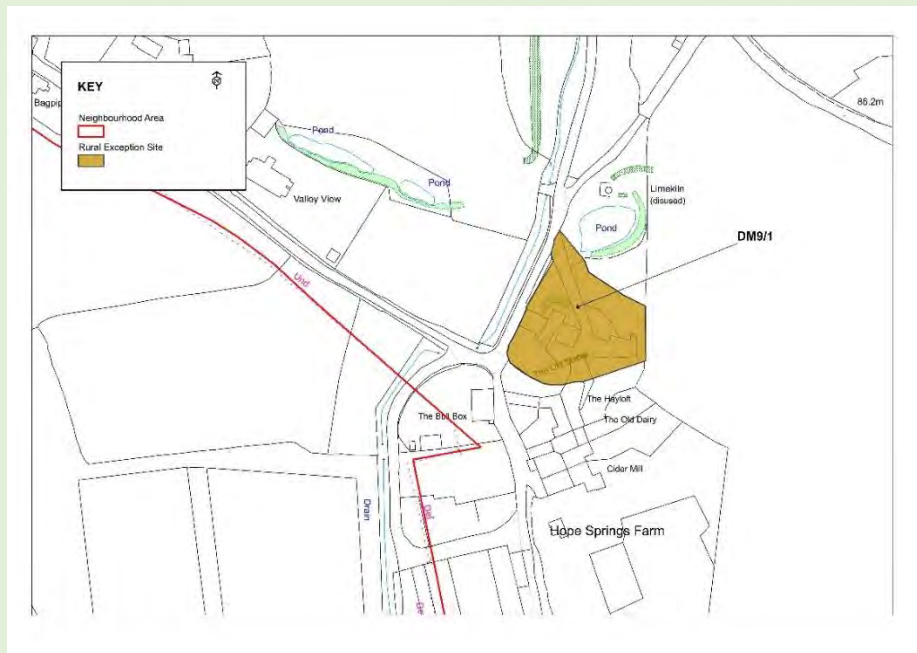 KEY
Neighbourhood Area
Rural Exception Site
86.2m
Pond
Pond
Valley View
Limekiln
(disused)
Pond
DM9/1
Und
The Bull Box
The Hayloft
The Old Dairy
Cider Mill
Drain
Def
Hope Springs Farm